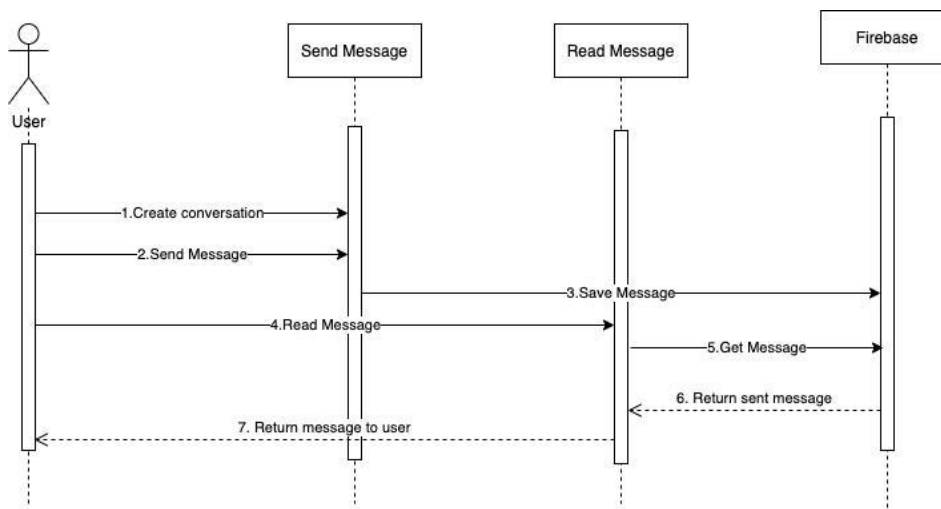 Send Message
Read Message
Firebase
User
1.Create conversation
2.Send Message
3.Save Message
4.Read Message
5.Get Message
6. Return sent message
7. Return message to user